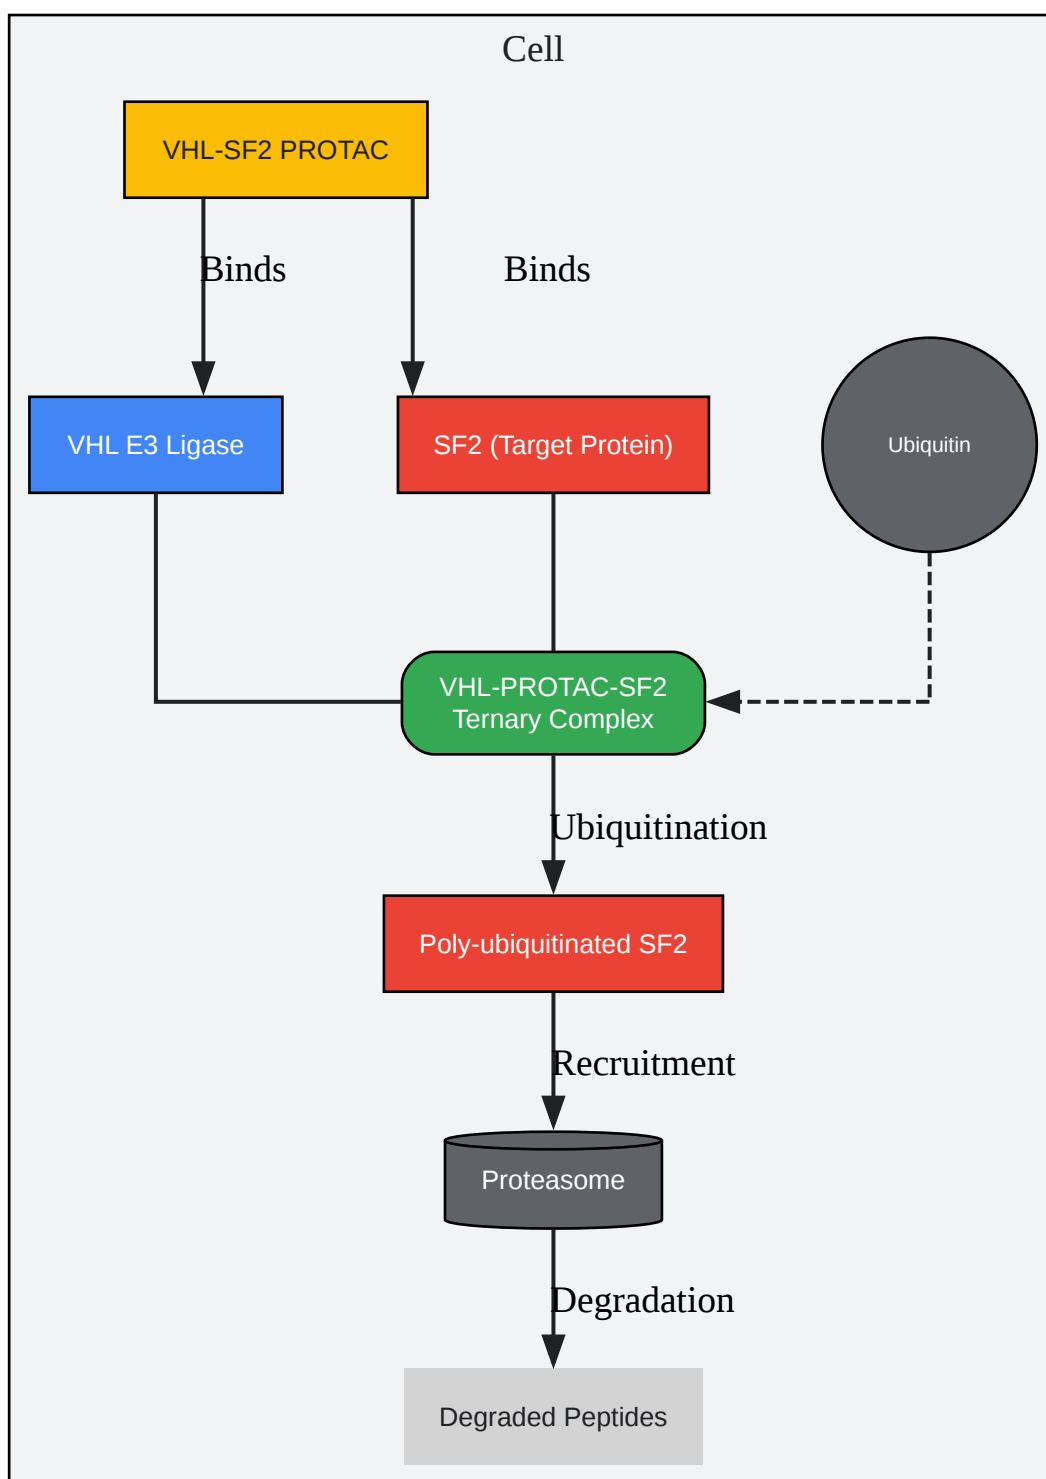 Cell
VHL-SF2 PROTAC
Binds
Binds
VHL E3 Ligase
SF2 (Target Protein)
Ubiquitin
VHL-PROTAC-SF2
Ternary Complex
Ubiquitination
Poly-ubiquitinated SF2
Recruitment
Proteasome
Degradation
Degraded Peptides